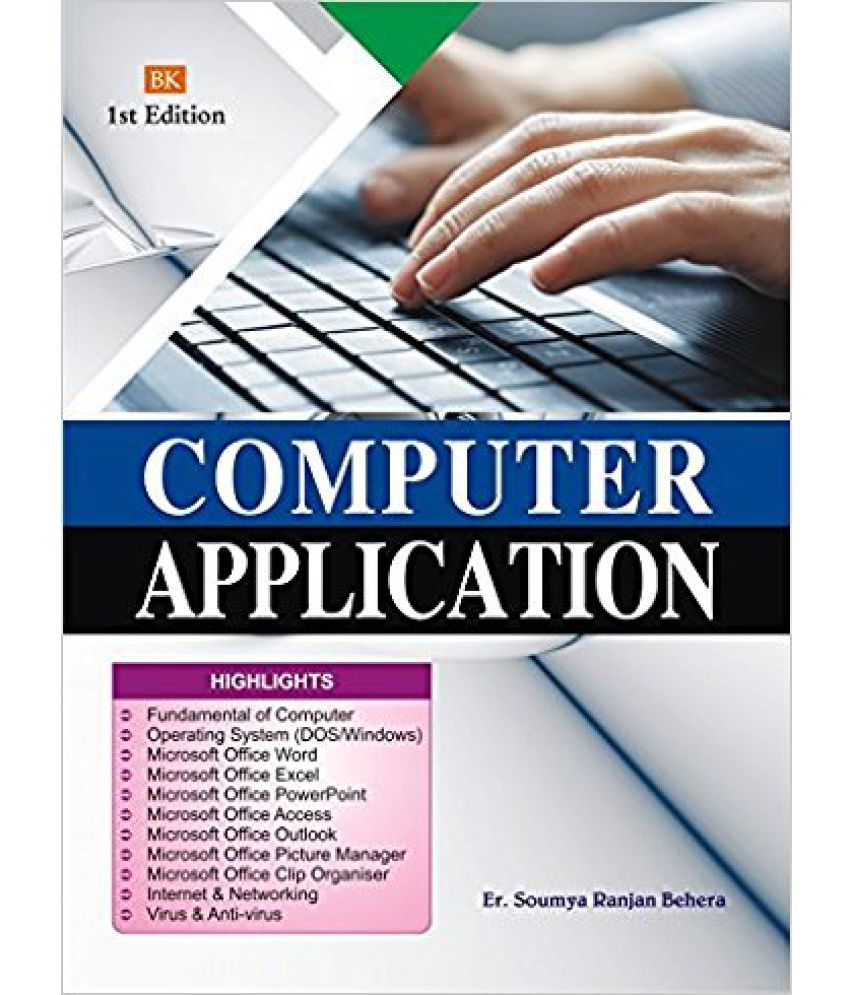 BK
1st Edition
COMPUTER
APPLICATION
HIGHLIGHTS
Fundamental of Computer
Operating System (DOS/Windows)
Microsoft Office Word
Microsoft Office Excel
Microsoft Office PowerPoint
Microsoft Office Access
Microsoft Office Outlook
Microsoft Office Picture Manager
Microsoft Office Clip Organiser
Internet & Networking
Virus & Anti-virus
Er. Soumya Ranjan Behera